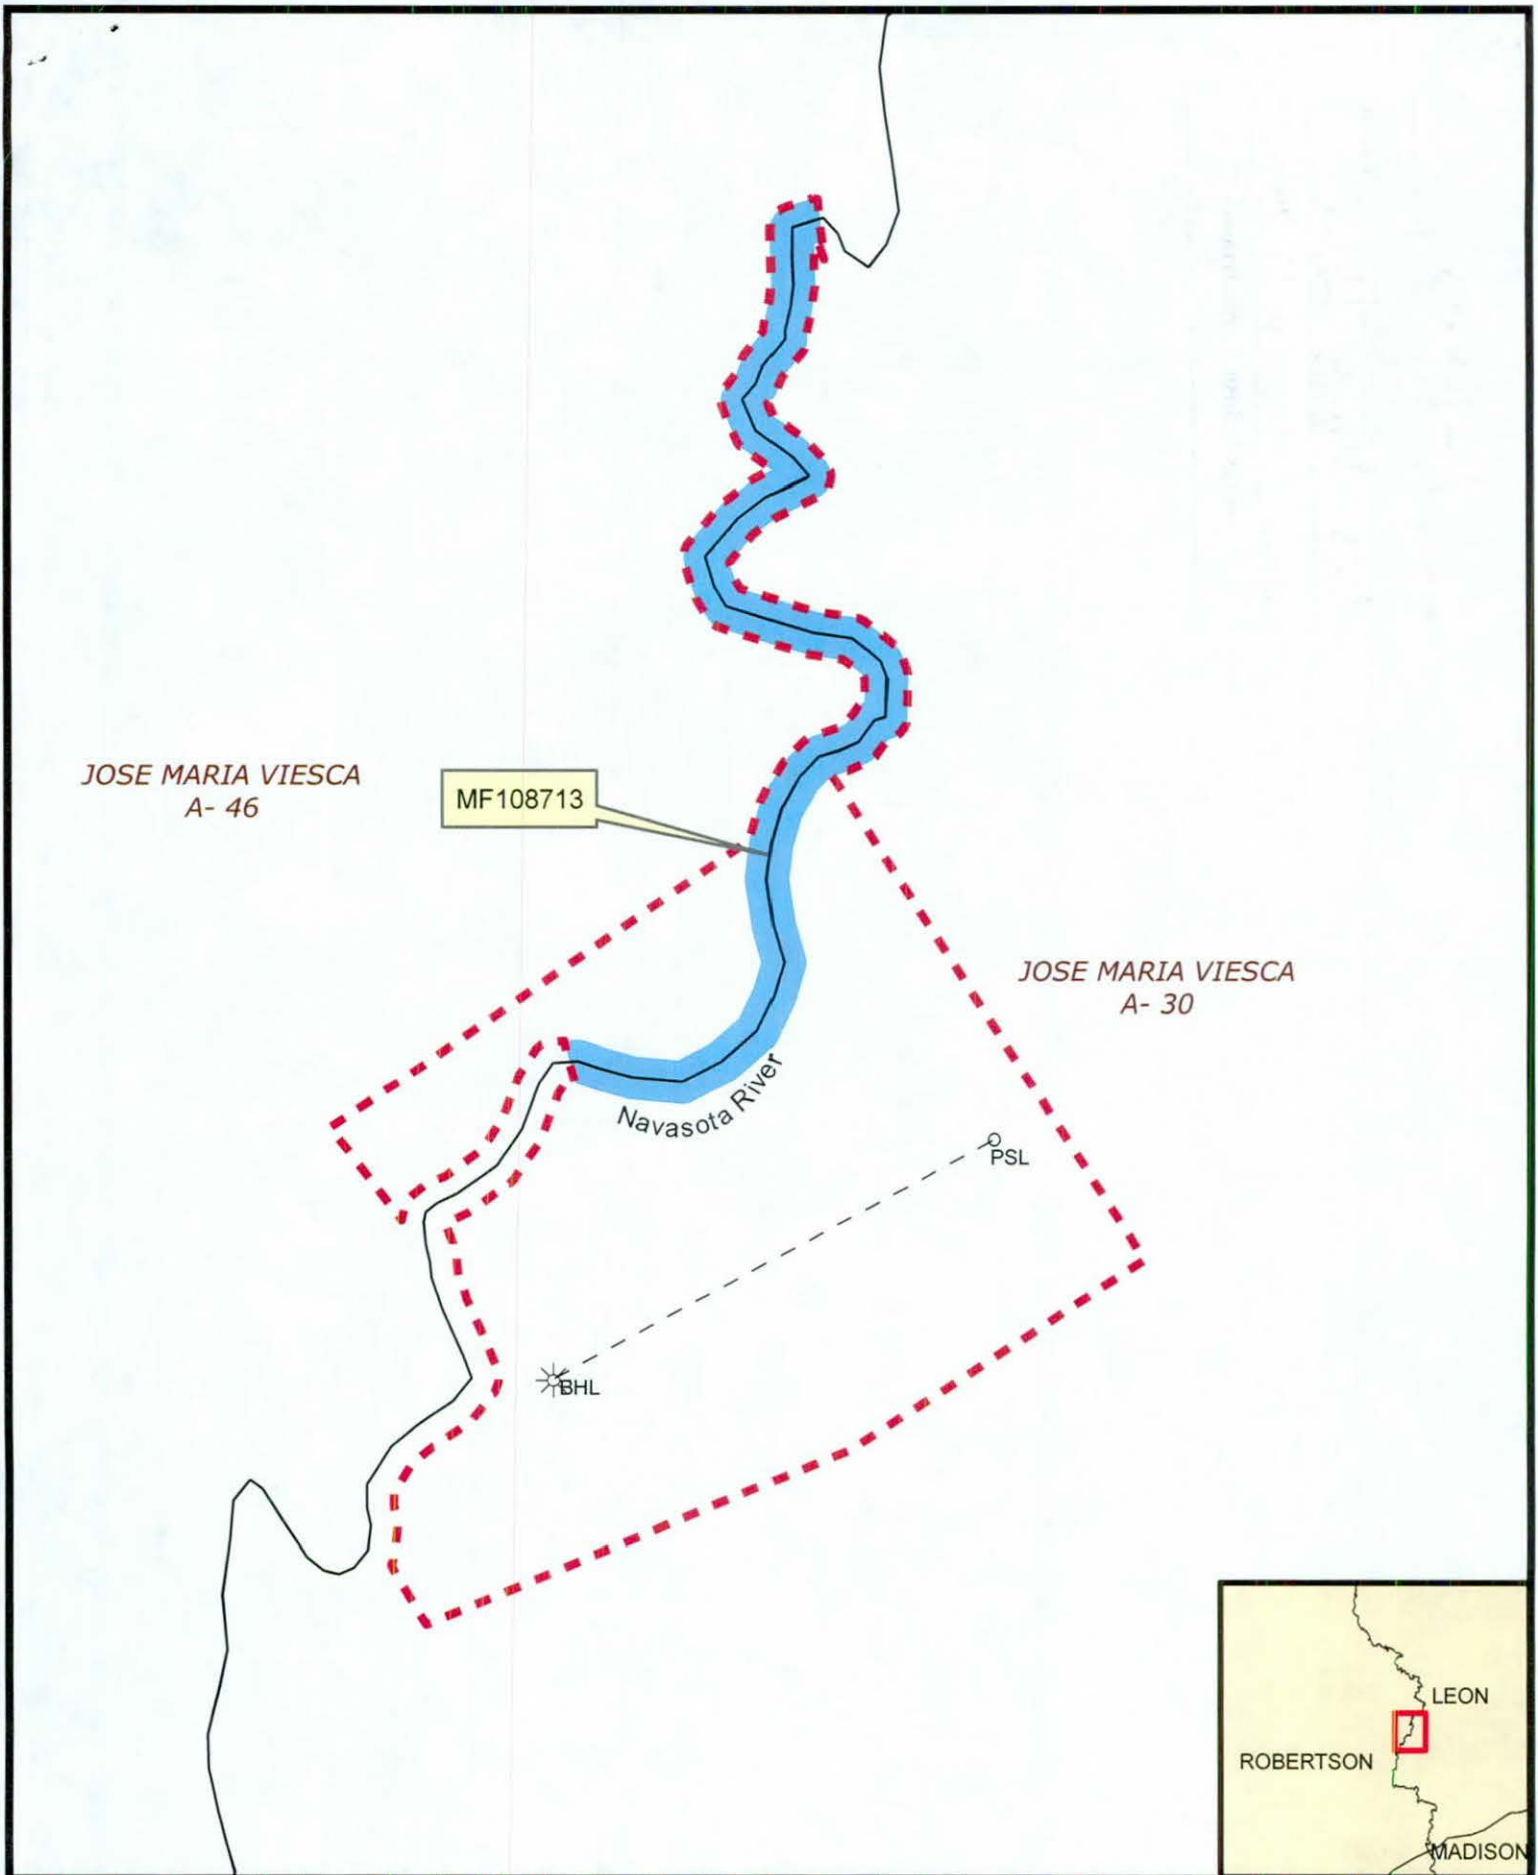 JOSE MARIA VIESCA
A- 46
MF108713
JOSE MARIA VIESCA
A- 30
Navasota River
PSL
BHL
LEON
ROBERTSON
MADISON